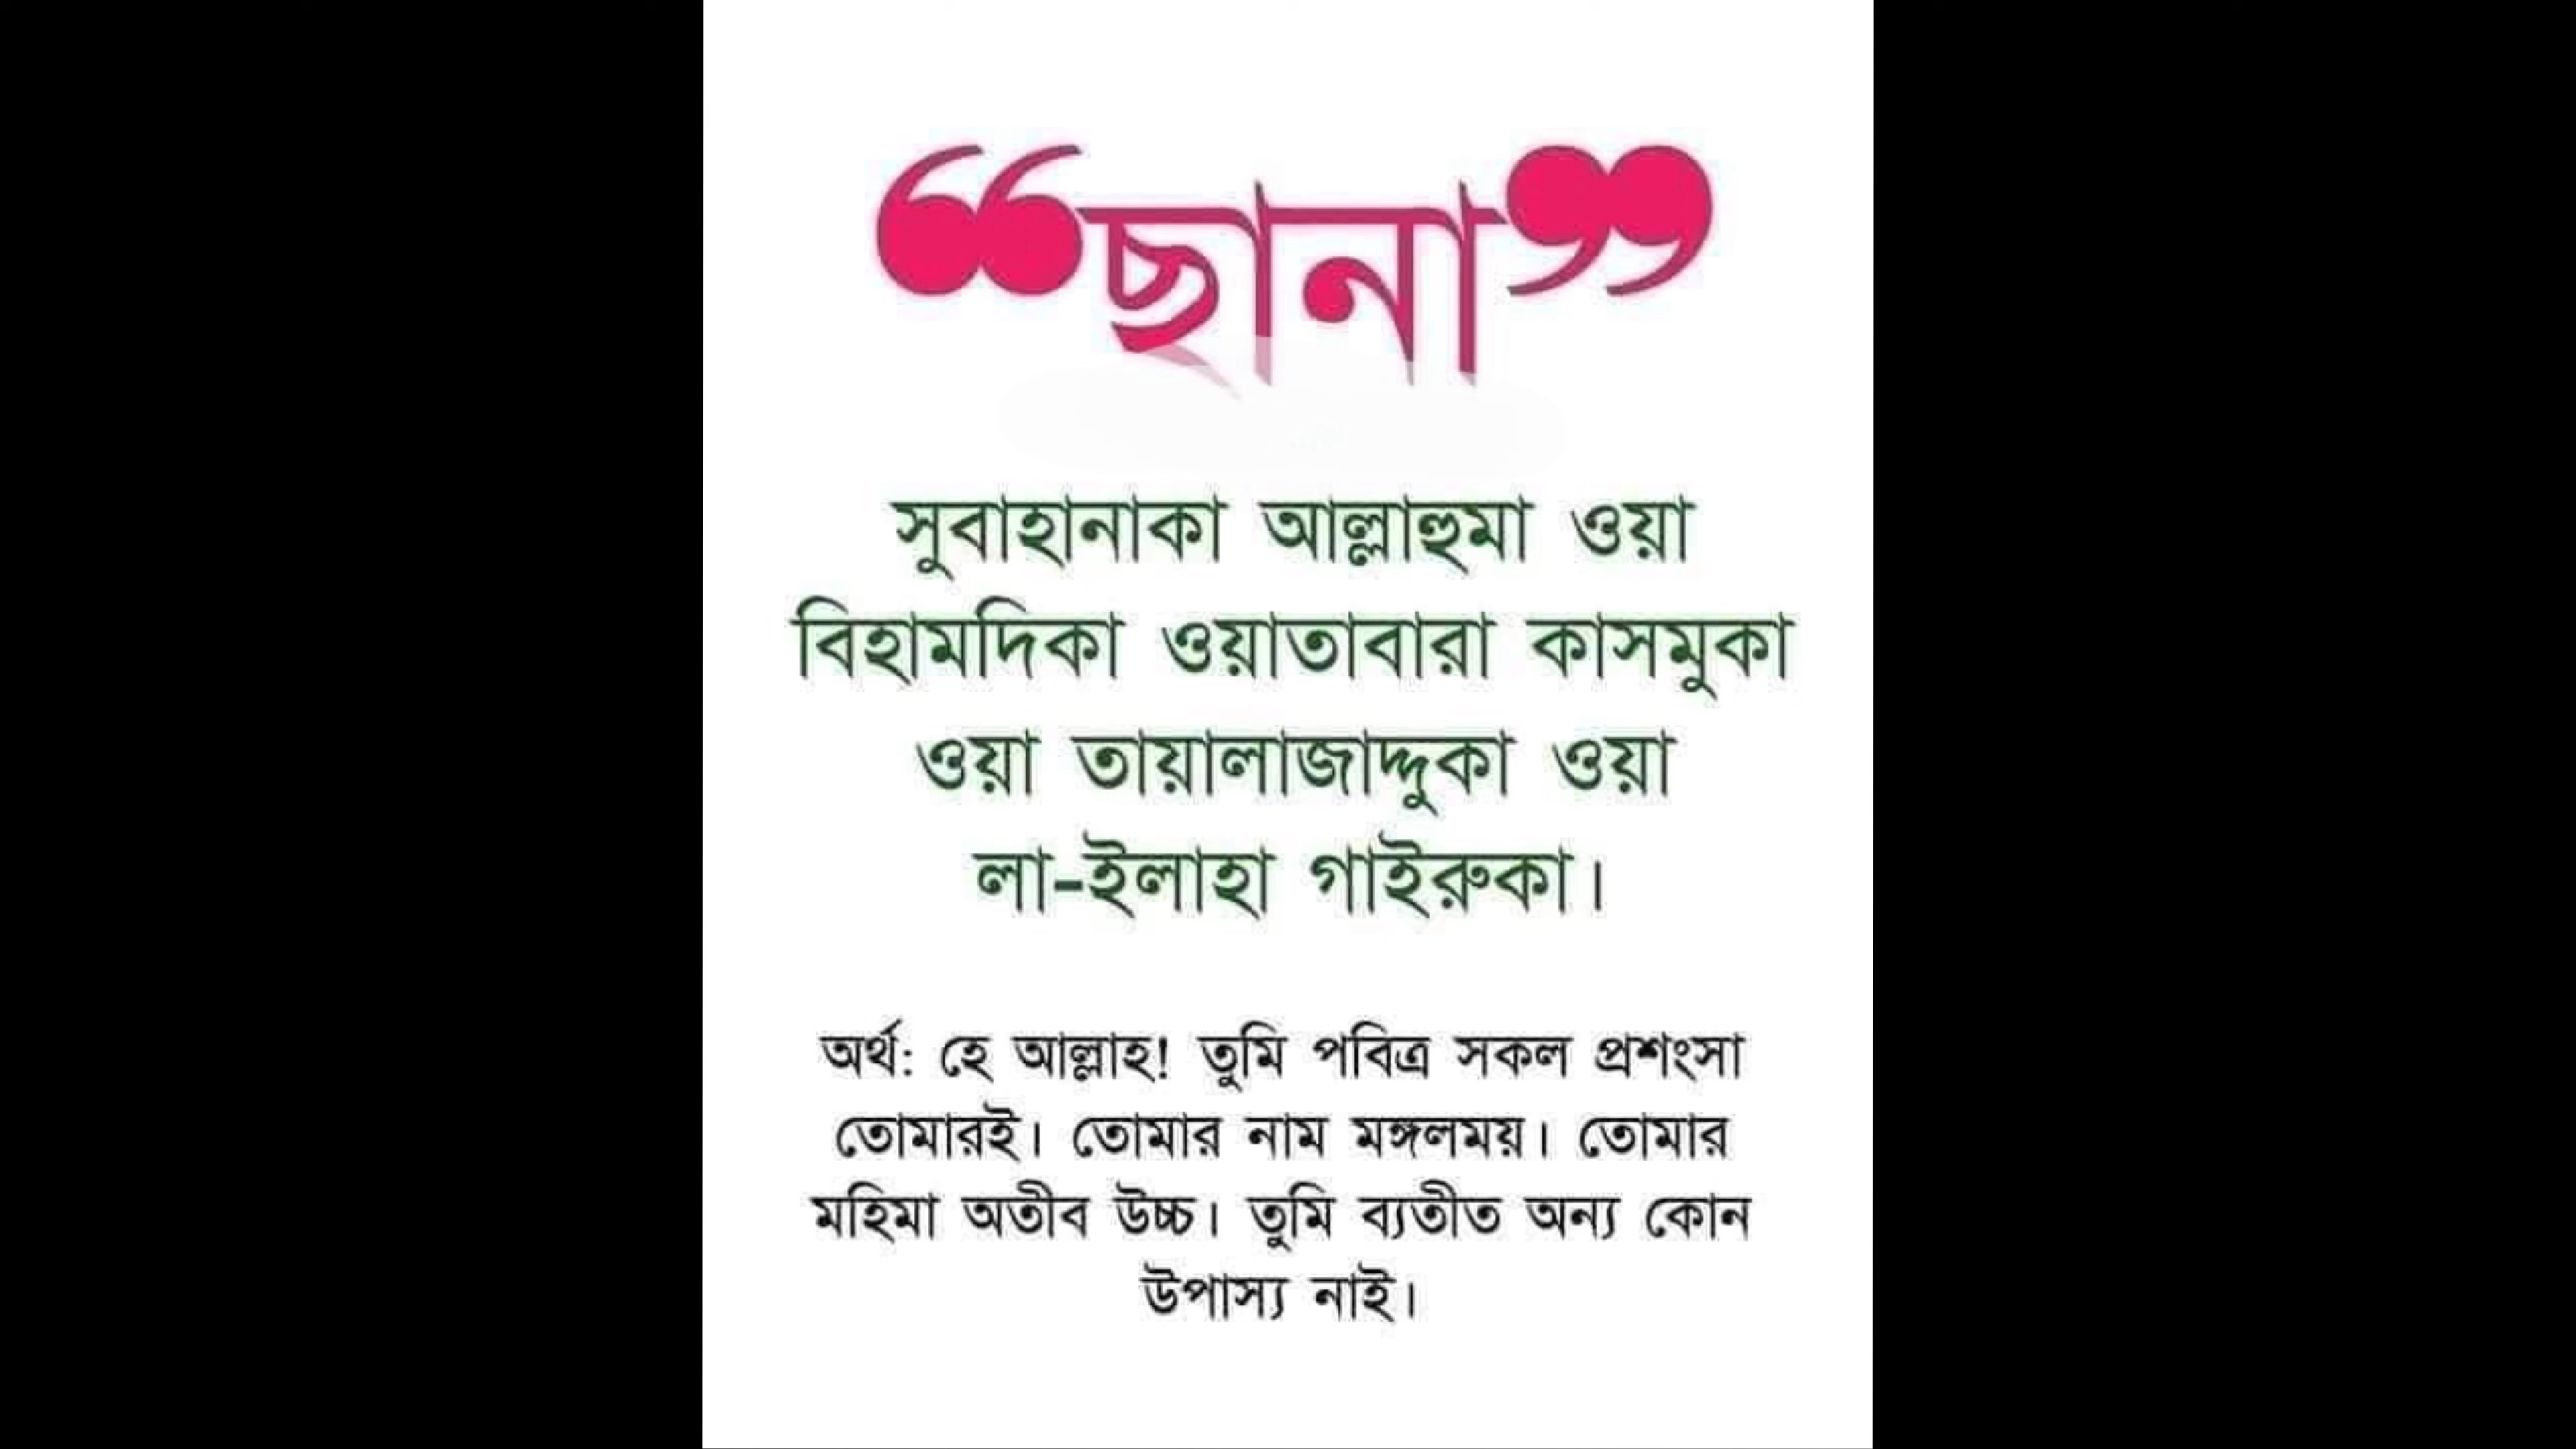 “ছানা”
সুবাহানাকা আল্লাহুমা ওয়া
বিহামদিকা ওয়াতাবারা কাসমুকা
ওয়া তায়ালাজাদ্দুকা ওয়া
লা-ইলাহা গাইরুকা।
অর্থ: হে আল্লাহ! তুমি পবিত্র সকল প্রশংসা
তোমারই। তোমার নাম মঙ্গলময়। তোমার
মহিমা অতীব উচ্চ। তুমি ব্যতীত অন্য কোন
উপাস্য নাই।